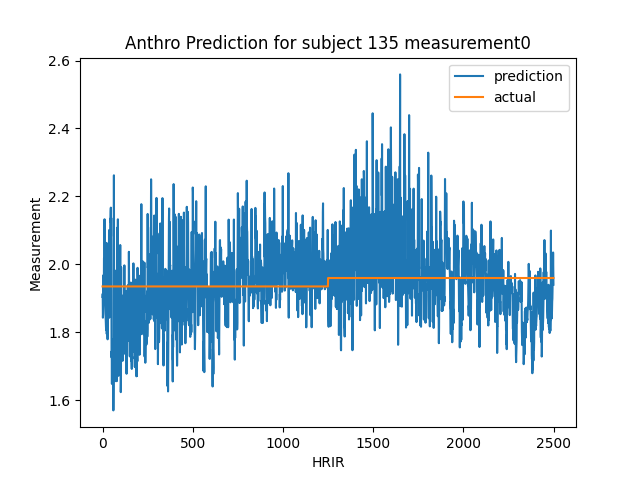 Anthro Prediction for subject 135 measurement0
prediction
actual
Measurement
2.6
2.4
2.2
2.0
1.8
1.6
0 500 1000 1500 2000 2500
HRIR